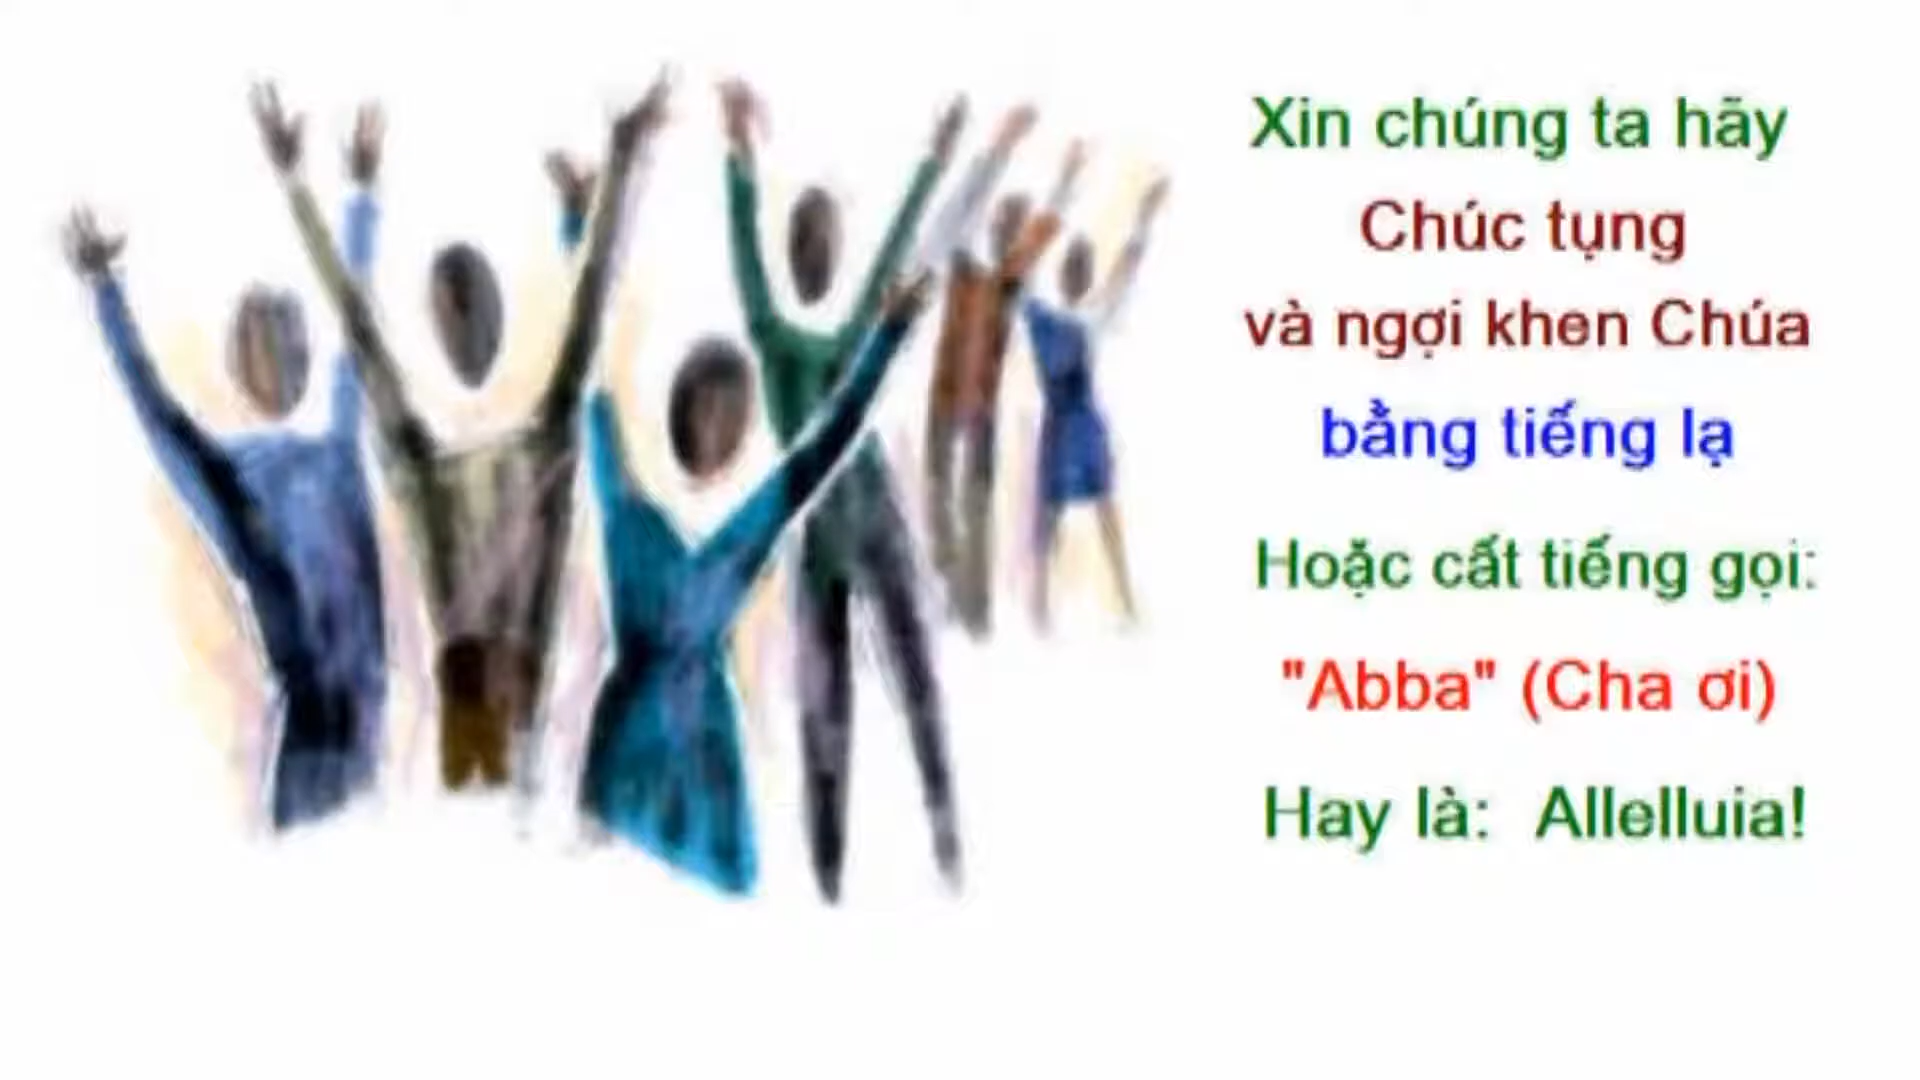 Xin chúng ta hãy
Chúc tụng
và ngợi khen Chúa
bằng tiếng lạ
Hoặc cất tiếng gọi:
"Abba" (Cha ơi)
Hay là: Allelluia!